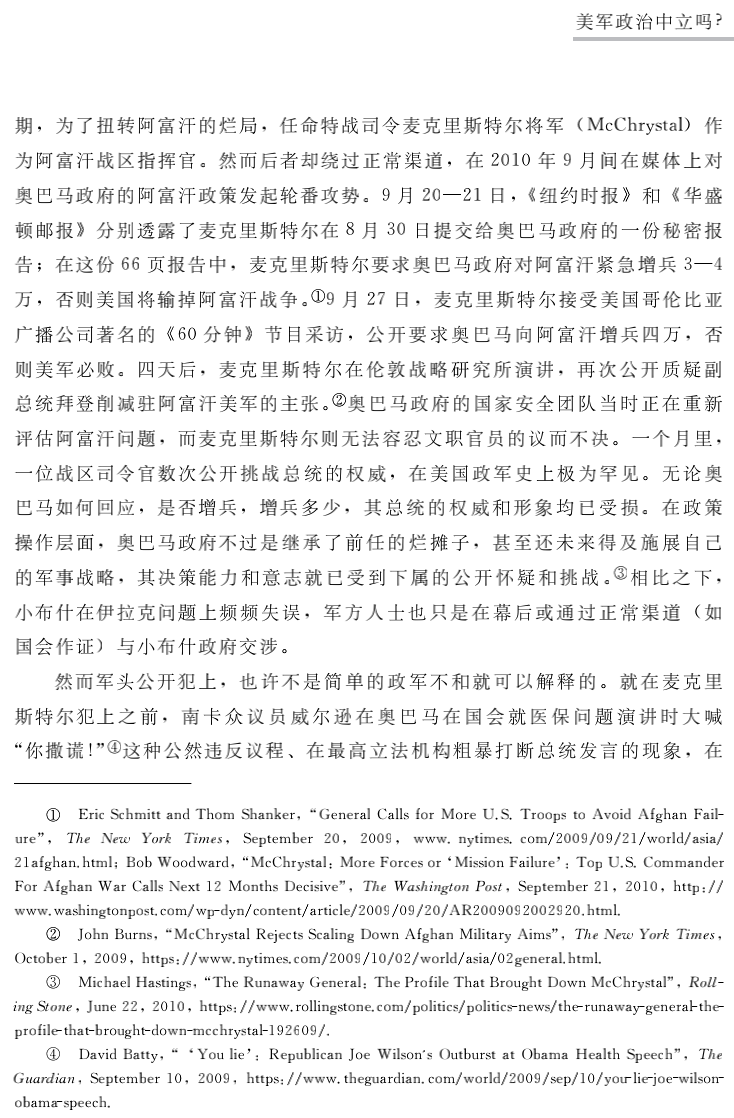 美军政治中立吗?
期，为了扭转阿富汗的烂局，任命特战司令麦克里斯特尔将军（McChrystal）作
为阿富汗战区指挥官。然而后者却绕过正常渠道，在 2010 年 9 月间在媒体上对
奥巴马政府的阿富汗政策发起轮番攻势。9 月 20—21 日，《纽约时报》和《华盛
顿邮报》分别透露了麦克里斯特尔在 8 月 30 日提交给奥巴马政府的一份秘密报
告；在这份 66 页报告中，麦克里斯特尔要求奥巴马政府对阿富汗紧急增兵 3—4
万，否则美国将输掉阿富汗战争。①9 月 27 日，麦克里斯特尔接受美国哥伦比亚
广播公司著名的《60 分钟》节目采访，公开要求奥巴马向阿富汗增兵四万，否
则美军必败。四天后，麦克里斯特尔在伦敦战略研究所演讲，再次公开质疑副
总统拜登削减驻阿富汗美军的主张。②奥巴马政府的国家安全团队当时正在重新
评估阿富汗问题，而麦克里斯特尔则无法容忍文职官员的议而不决。一个月里，
一位战区司令官数次公开挑战总统的权威，在美国政军史上极为罕见。无论奥
巴马如何回应，是否增兵，增兵多少，其总统的权威和形象均已受损。在政策
操作层面，奥巴马政府不过是继承了前任的烂摊子，甚至还未来得及施展自己
的军事战略，其决策能力和意志就已受到下属的公开怀疑和挑战。③相比之下，
小布什在伊拉克问题上频频失误，军方人士也只是在幕后或通过正常渠道（如
国会作证）与小布什政府交涉。
然而军头公开犯上，也许不是简单的政军不和就可以解释的。就在麦克里
斯特尔犯上之前，南卡众议员威尔逊在奥巴马在国会就医保问题演讲时大喊
“你撒谎!”④这种公然违反议程、在最高立法机构粗暴打断总统发言的现象，在
① Eric Schmitt and Thom Shanker, “General Calls for More U.S. Troops to Avoid Afghan Fail-
ure”, The New York Times, September 20, 2009, www. nytimes. com/2009/09/21/world/asia/
21afghan.html; Bob Woodward, “McChrystal: More Forces or ‘Mission Failure’: Top U.S. Commander
For Afghan War Calls Next 12 Months Decisive”, The Washington Post, September 21, 2010, http://
www.washingtonpost.com/wp-dyn/content/article/2009/09/20/AR2009092002920.html.
② John Burns, “McChrystal Rejects Scaling Down Afghan Military Aims”, The New York Times,
October 1, 2009, https://www.nytimes.com/2009/10/02/world/asia/02general.html.
③ Michael Hastings, “The Runaway General: The Profile That Brought Down McChrystal”, Roll-
ing Stone, June 22, 2010, https://www.rollingstone.com/politics/politics-news/the-runaway-general-the-
profile-that-brought-down-mcchrystal-192609/.
④ David Batty, “ ‘You lie’: Republican Joe Wilson's Outburst at Obama Health Speech”, The
Guardian, September 10, 2009, https://www.theguardian.com/world/2009/sep/10/you-lie-joe-wilson-
obama-speech.